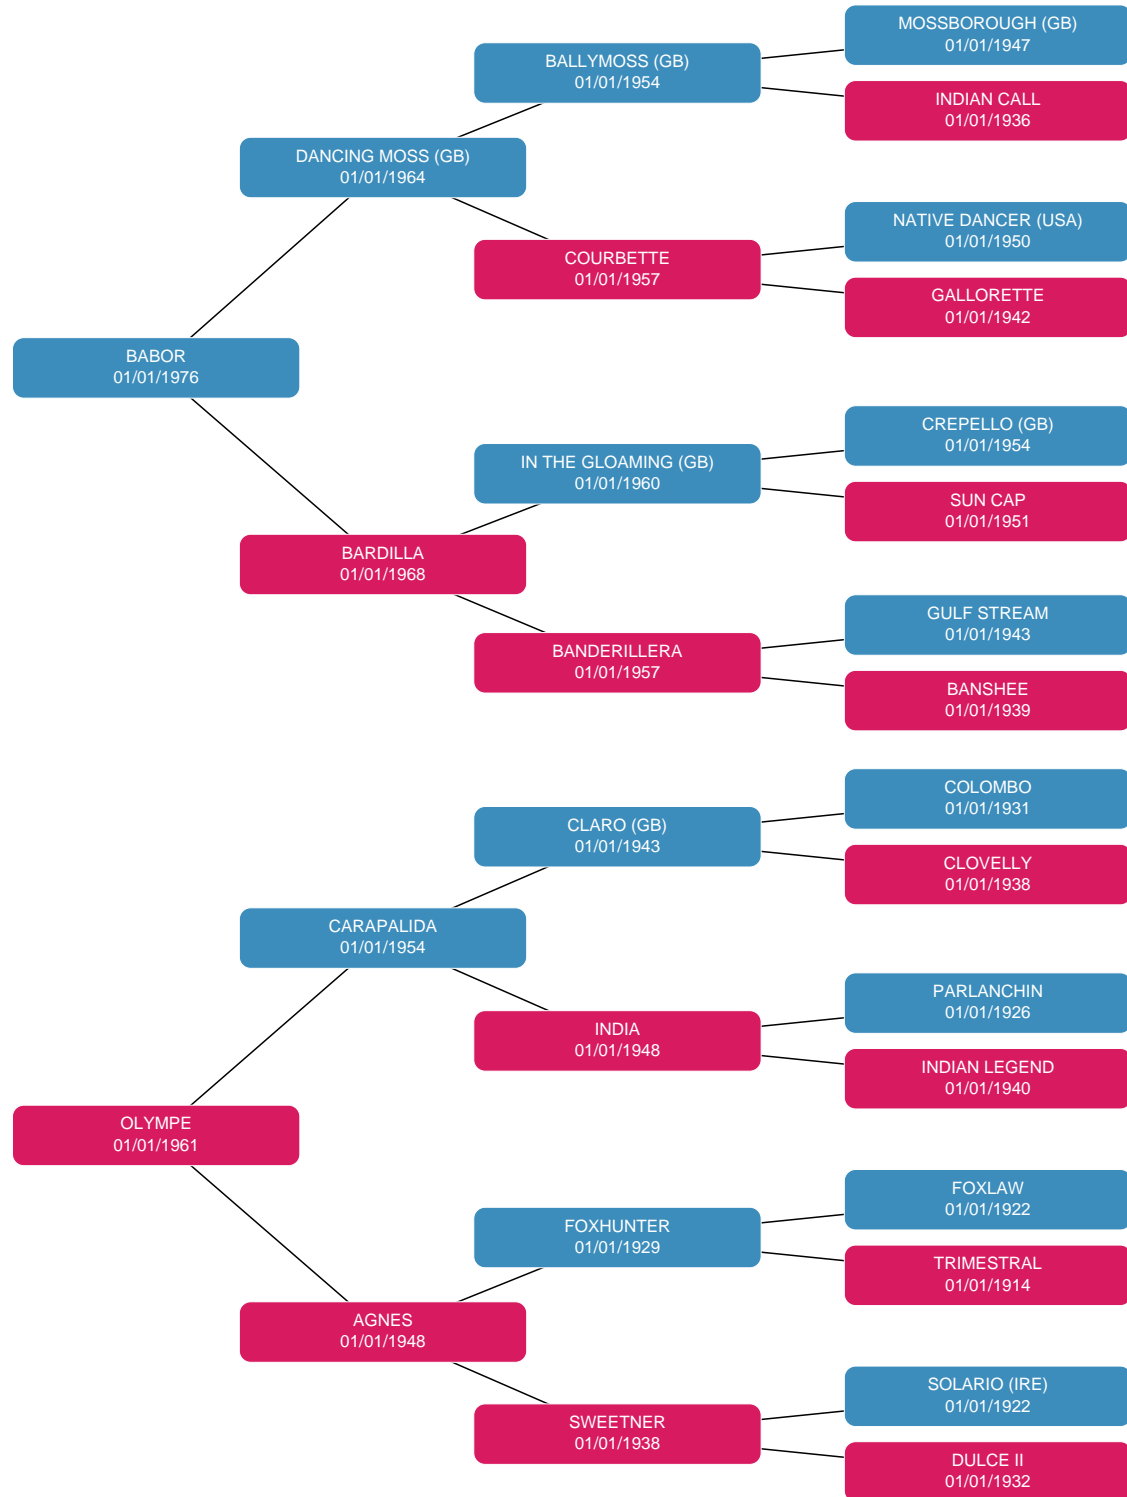 MOSSBOROUGH (GB)
01/01/1947
BALLYMOSS (GB)
01/01/1954
INDIAN CALL
01/01/1936
DANCING MOSS (GB)
01/01/1964
NATIVE DANCER (USA)
01/01/1950
COURBETTE
01/01/1957
GALLORETTE
01/01/1942
BABOR
01/01/1976
CREPELLO (GB)
01/01/1954
IN THE GLOAMING (GB)
01/01/1960
SUN CAP
01/01/1951
BARDILLA
01/01/1968
GULF STREAM
01/01/1943
BANDERILLERA
01/01/1957
BANSHEE
01/01/1939
COLOMBO
01/01/1931
CLARO (GB)
01/01/1943
CLOVELLY
01/01/1938
CARAPALIDA
01/01/1954
PARLANCHIN
01/01/1926
INDIA
01/01/1948
INDIAN LEGEND
01/01/1940
OLYMPE
01/01/1961
FOXLAW
01/01/1922
FOXHUNTER
01/01/1929
TRIMESTRAL
01/01/1914
AGNES
01/01/1948
SOLARIO (IRE)
01/01/1922
SWEETNER
01/01/1938
DULCE II
01/01/1932